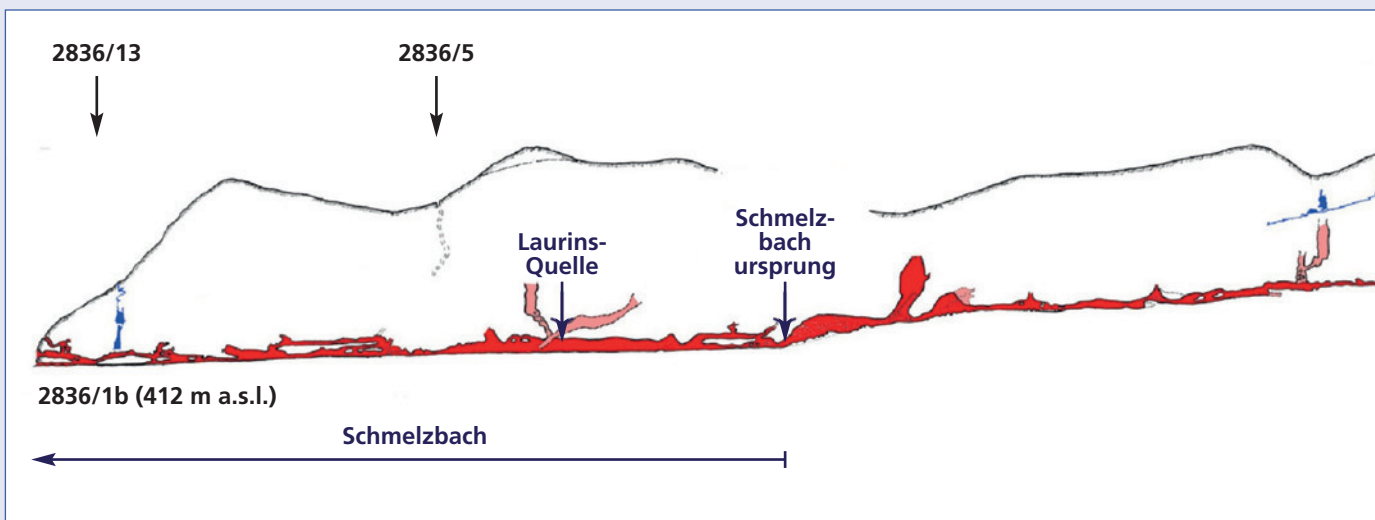 2836/13
2836/5
Laurins-
Quelle
Schmelz-
bach
ursprung
2836/1b (412 m a.s.l.)
Schmelzbach